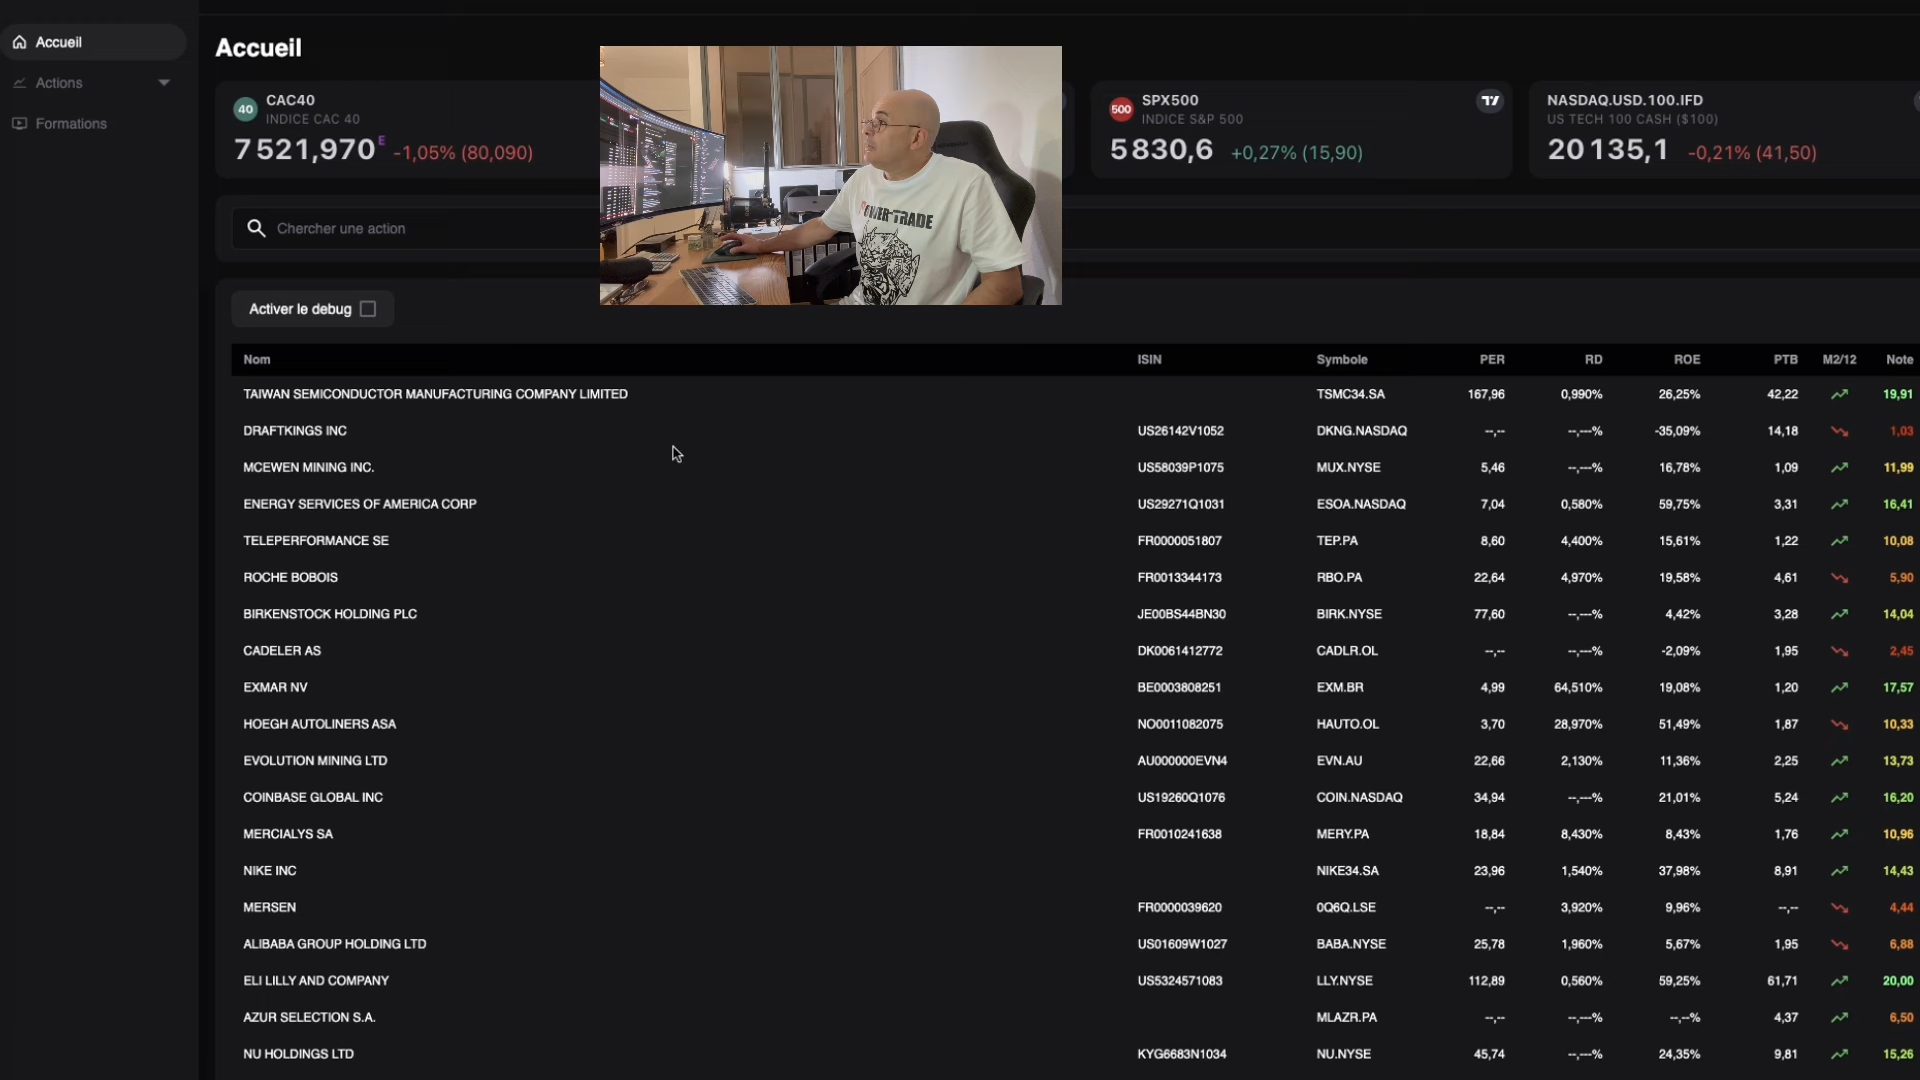 Accueil
Actions
Formations
Accueil
40
CAC40
INDICE CAC 40
7 521,970 E -1,05% (80,090)
500
SPX500
INDICE S&P 500
5 830,6 +0,27% (15,90)
NASDAQ.USD.100.IFD
US TECH 100 CASH ($100)
20 135,1 -0,21% (41,50)
POWER-TRADE
Chercher une action
Activer le debug
Nom ISIN Symbole PER RD ROE PTB M2/12 Note
TAIWAN SEMICONDUCTOR MANUFACTURING COMPANY LIMITED TSMC34.SA 167,96 0,990% 26,25% 42,22 19,91
DRAFTKINGS INC US26142V1052 DKNG.NASDAQ --,-- --,---% -35,09% 14,18 1,03
MCEWEN MINING INC. US58039P1075 MUX.NYSE 5,46 --,---% 16,78% 1,09 11,99
ENERGY SERVICES OF AMERICA CORP US29271Q1031 ESOA.NASDAQ 7,04 0,580% 59,75% 3,31 16,41
TELEPERFORMANCE SE FR0000051807 TEP.PA 8,60 4,400% 15,61% 1,22 10,08
ROCHE BOBOIS FR0013344173 RBO.PA 22,64 4,970% 19,58% 4,61 5,90
BIRKENSTOCK HOLDING PLC JE00BS44BN30 BIRK.NYSE 77,60 --,---% 4,42% 3,28 14,04
CADELER AS DK0061412772 CADLR.OL --,-- --,---% -2,09% 1,95 2,45
EXMAR NV BE0003808251 EXM.BR 4,99 64,510% 19,08% 1,20 17,57
HOEGH AUTOLINERS ASA NO0011082075 HAUTO.OL 3,70 28,970% 51,49% 1,87 10,33
EVOLUTION MINING LTD AU000000EVN4 EVN.AU 22,66 2,130% 11,36% 2,25 13,73
COINBASE GLOBAL INC US19260Q1076 COIN.NASDAQ 34,94 --,---% 21,01% 5,24 16,20
MERCIALYS SA FR0010241638 MERY.PA 18,84 8,430% 8,43% 1,76 10,96
NIKE INC NIKE34.SA 23,96 1,540% 37,98% 8,91 14,43
MERSEN FR0000039620 0Q6Q.LSE --,-- 3,920% 9,96% --,-- 4,44
ALIBABA GROUP HOLDING LTD US01609W1027 BABA.NYSE 25,78 1,960% 5,67% 1,95 6,88
ELI LILLY AND COMPANY US5324571083 LLY.NYSE 112,89 0,560% 59,25% 61,71 20,00
AZUR SELECTION S.A. MLAZR.PA --,-- --,---% --,--% 4,37 6,50
NU HOLDINGS LTD KYG6683N1034 NU.NYSE 45,74 --,---% 24,35% 9,81 15,26